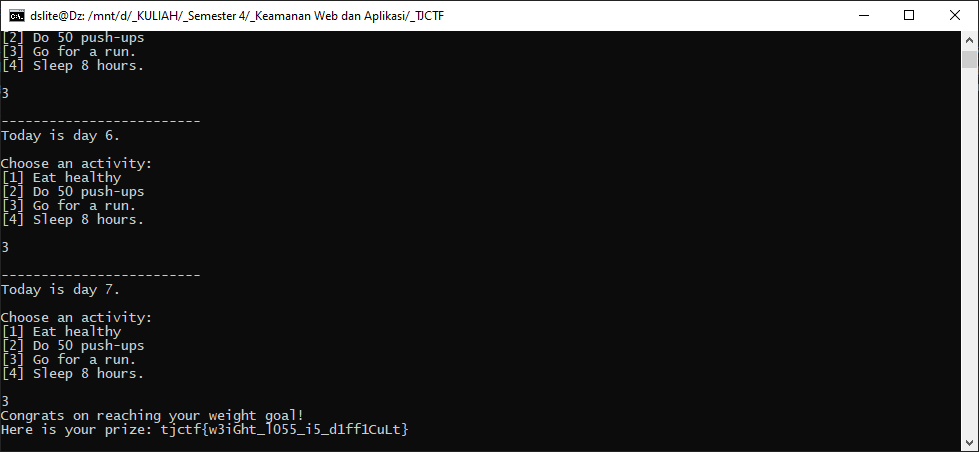 dslite@Dz: /mnt/d/_KULIAH/_Semester 4/_Keamanan Web dan Aplikasi/_TJCTF
[2] Do 50 push-ups
[3] Go for a run.
[4] Sleep 8 hours.
3
-------------------------
Today is day 6.
Choose an activity:
[1] Eat healthy
[2] Do 50 push-ups
[3] Go for a run.
[4] Sleep 8 hours.
3
-------------------------
Today is day 7.
Choose an activity:
[1] Eat healthy
[2] Do 50 push-ups
[3] Go for a run.
[4] Sleep 8 hours.
3
Congrats on reaching your weight goal!
Here is your prize: tjctf{w3iGht_l055_i5_d1ff1CuLt}